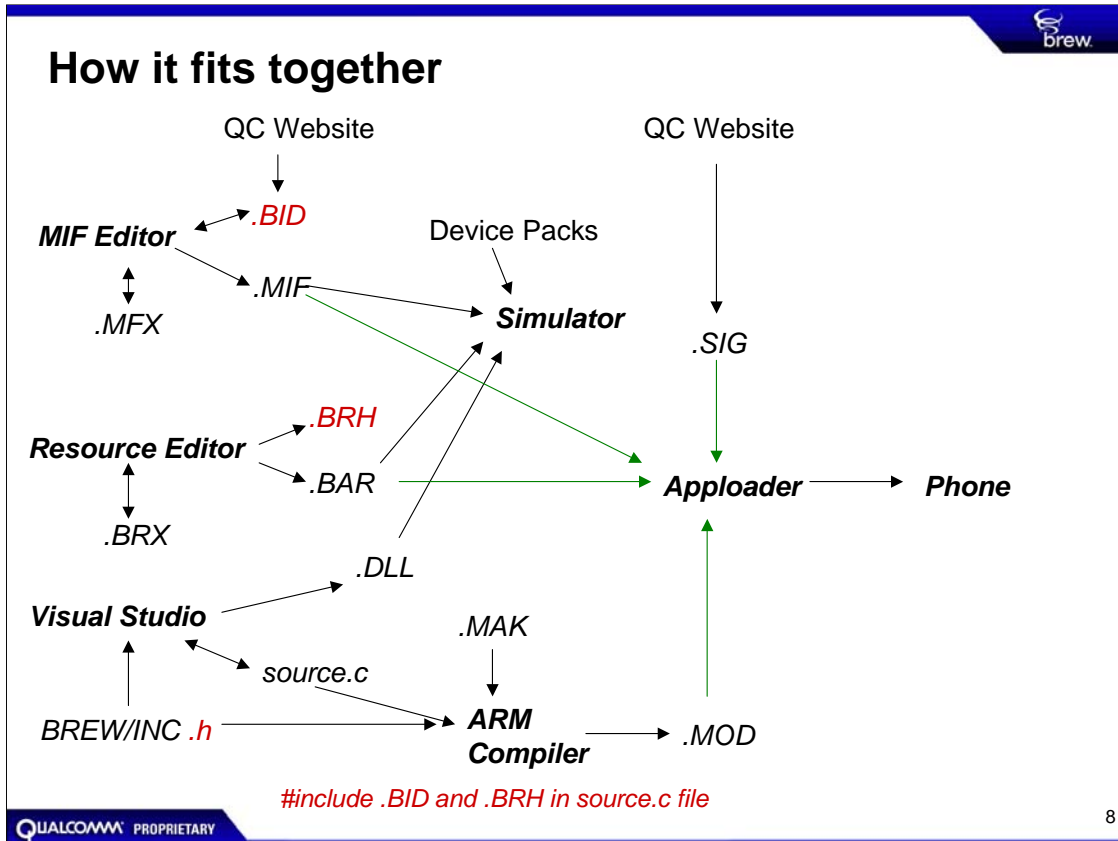 brew.
How it fits together
QC Website
QC Website
.BID
MIF Editor
Device Packs
.MIF
.MFX
Simulator
.SIG
.BRH
Resource Editor
.BAR
Apploader
Phone
.BRX
.DLL
Visual Studio
.MAK
source.c
BREW/INC .h
ARM
Compiler
.MOD
#include .BID and .BRH in source.c file
QUALCOMM PROPRIETARY
8